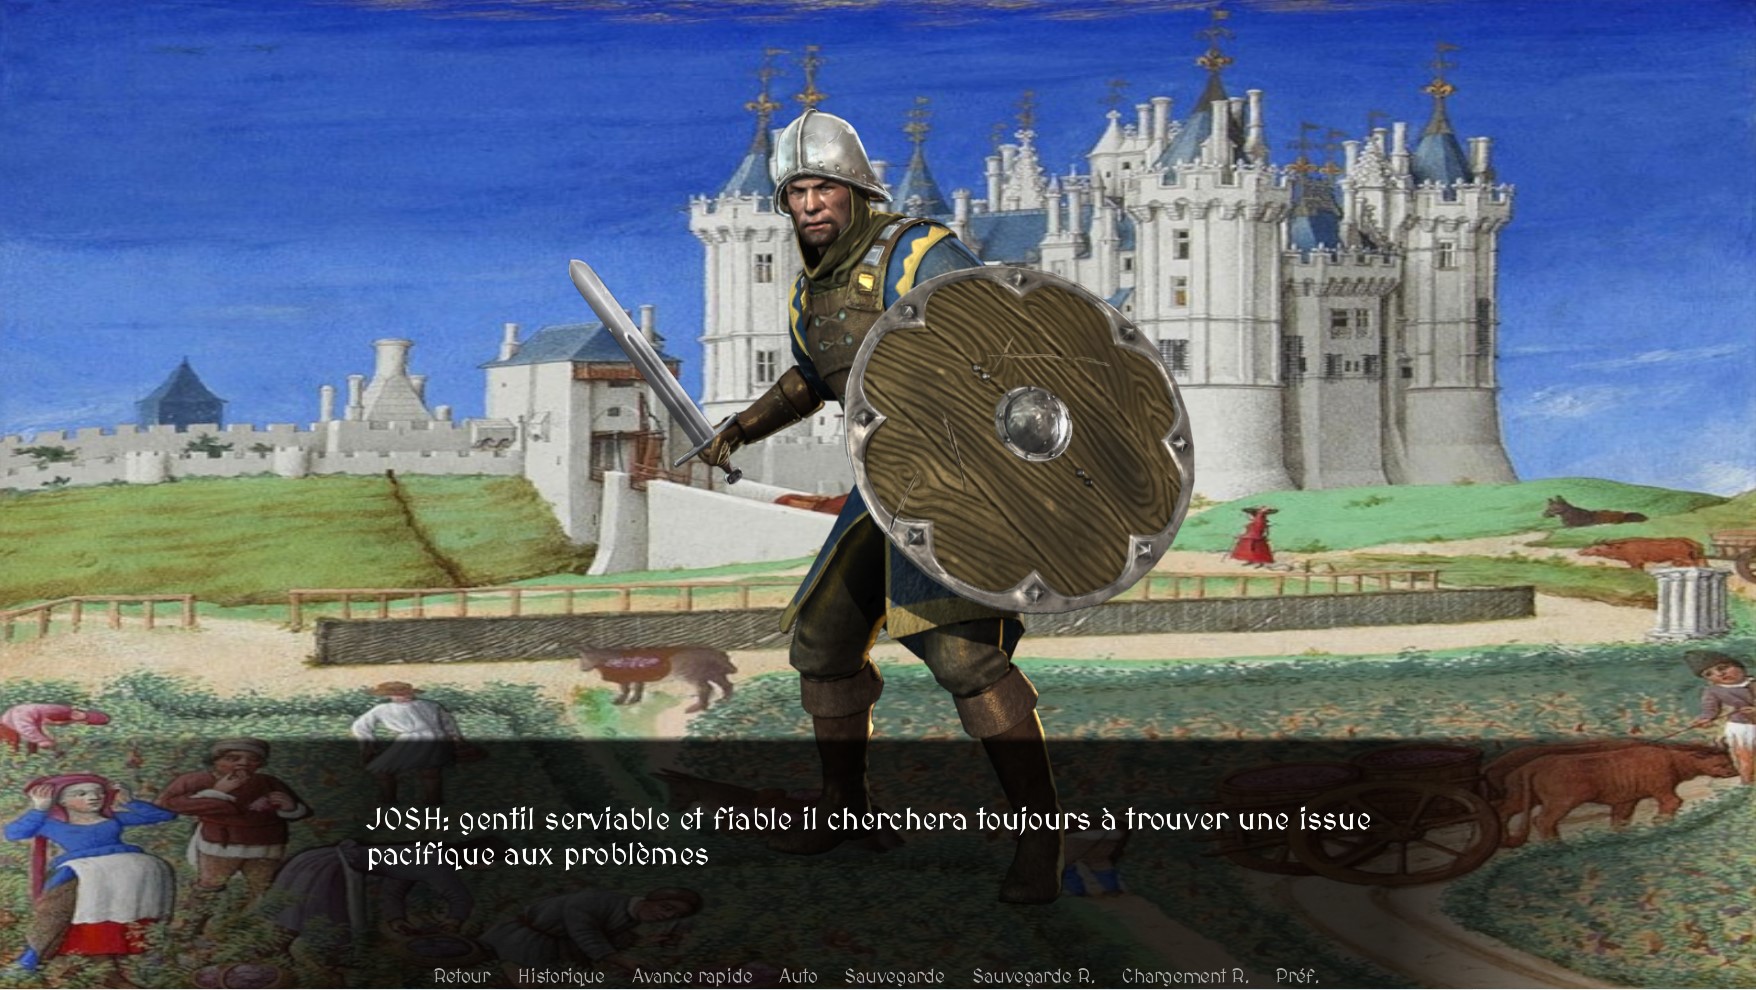 JOSH: gentil serviable et fiable il cherchera toujours à trouver une issue
pacifique aux problèmes
Retour Historique Avance rapide Auto Sauvegarde Sauvegarde R. Chargement R. Préf.